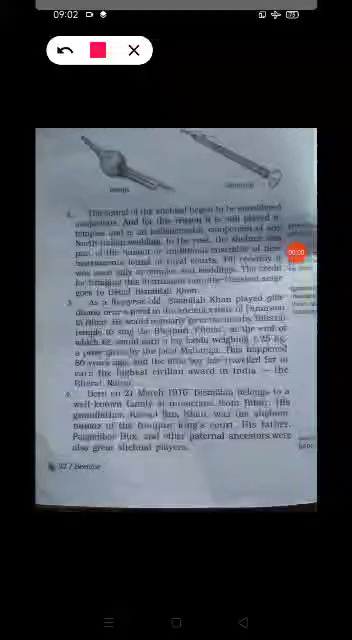 09:02
The sound of the shehnai began to be considered
auspicious. And for this reason it is still played in
temples and is an indispensable component of any
North Indian wedding. In the past, the shehnai was
part of the naubat or traditional ensemble of nine
instruments found at royal courts. Till recently it
was used only in temples and weddings. The credit
for bringing this instrument onto the classical stage
goes to Ustad Bismillah Khan.
00:00
3. As a five-year old, Bismillah Khan played gilli-
danda near a pond in the ancient estate of Dumraon
in Bihar. He would regularly go to the nearby Bihariji
temple to sing the Bhojpuri 'Chaita', at the end of
which he would earn a big laddu weighing 1.25 kg,
a prize given by the local Maharaja. This happened
80 years ago, and the little boy has travelled far to
earn the highest civilian award in India — the
Bharat Ratna.
4. Born on 21 March 1916, Bismillah belongs to a
well-known family of musicians from Bihar. His
grandfather, Rasool Bux Khan, was the shehnai
nawaz of the Bhojpur king's court. His father,
Paigambar Bux, and other paternal ancestors were
also great shehnai players.
22 / Beehive